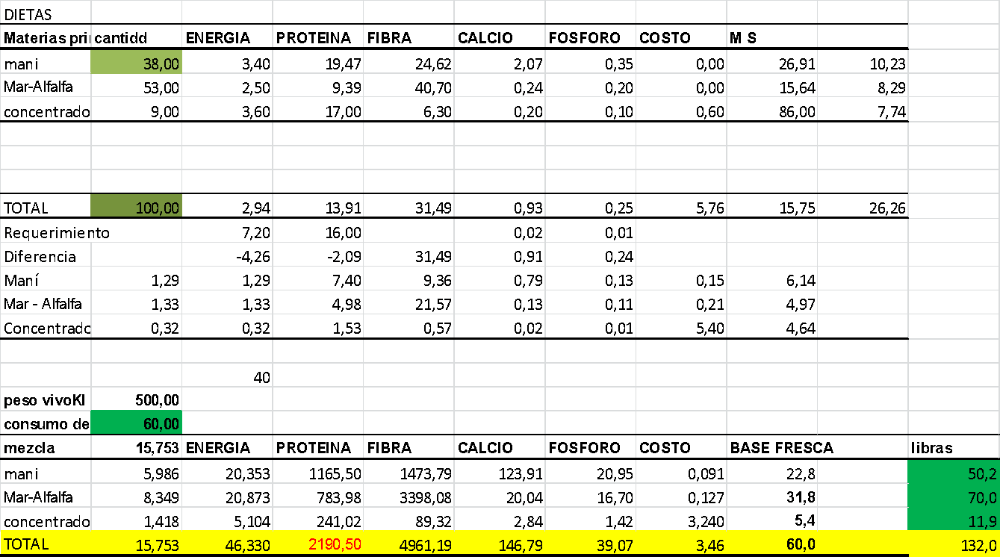 DIETAS
Materias pri cantidd ENERGIA PROTEINA FIBRA CALCIO FOSFORO COSTO M S
mani 38,00 3,40 19,47 24,62 2,07 0,35 0,00 26,91 10,23
Mar-Alfalfa 53,00 2,50 9,39 40,70 0,24 0,20 0,00 15,64 8,29
concentrado 9,00 3,60 17,00 6,30 0,20 0,10 0,60 86,00 7,74
TOTAL 100,00 2,94 13,91 31,49 0,93 0,25 5,76 15,75 26,26
Requerimiento 7,20 16,00 0,02 0,01
Diferencia -4,26 -2,09 31,49 0,91 0,24
Maní 1,29 1,29 7,40 9,36 0,79 0,13 0,15 6,14
Mar - Alfalfa 1,33 1,33 4,98 21,57 0,13 0,11 0,21 4,97
Concentrado 0,32 0,32 1,53 0,57 0,02 0,01 5,40 4,64
40
peso vivoKl 500,00
consumo de 60,00
mezcla 15,753 ENERGIA PROTEINA FIBRA CALCIO FOSFORO COSTO BASE FRESCA libras
mani 5,986 20,353 1165,50 1473,79 123,91 20,95 0,091 22,8 50,2
Mar-Alfalfa 8,349 20,873 783,98 3398,08 20,04 16,70 0,127 31,8 70,0
concentrado 1,418 5,104 241,02 89,32 2,84 1,42 3,240 5,4 11,9
TOTAL 15,753 46,330 2190,50 4961,19 146,79 39,07 3,46 60,0 132,0